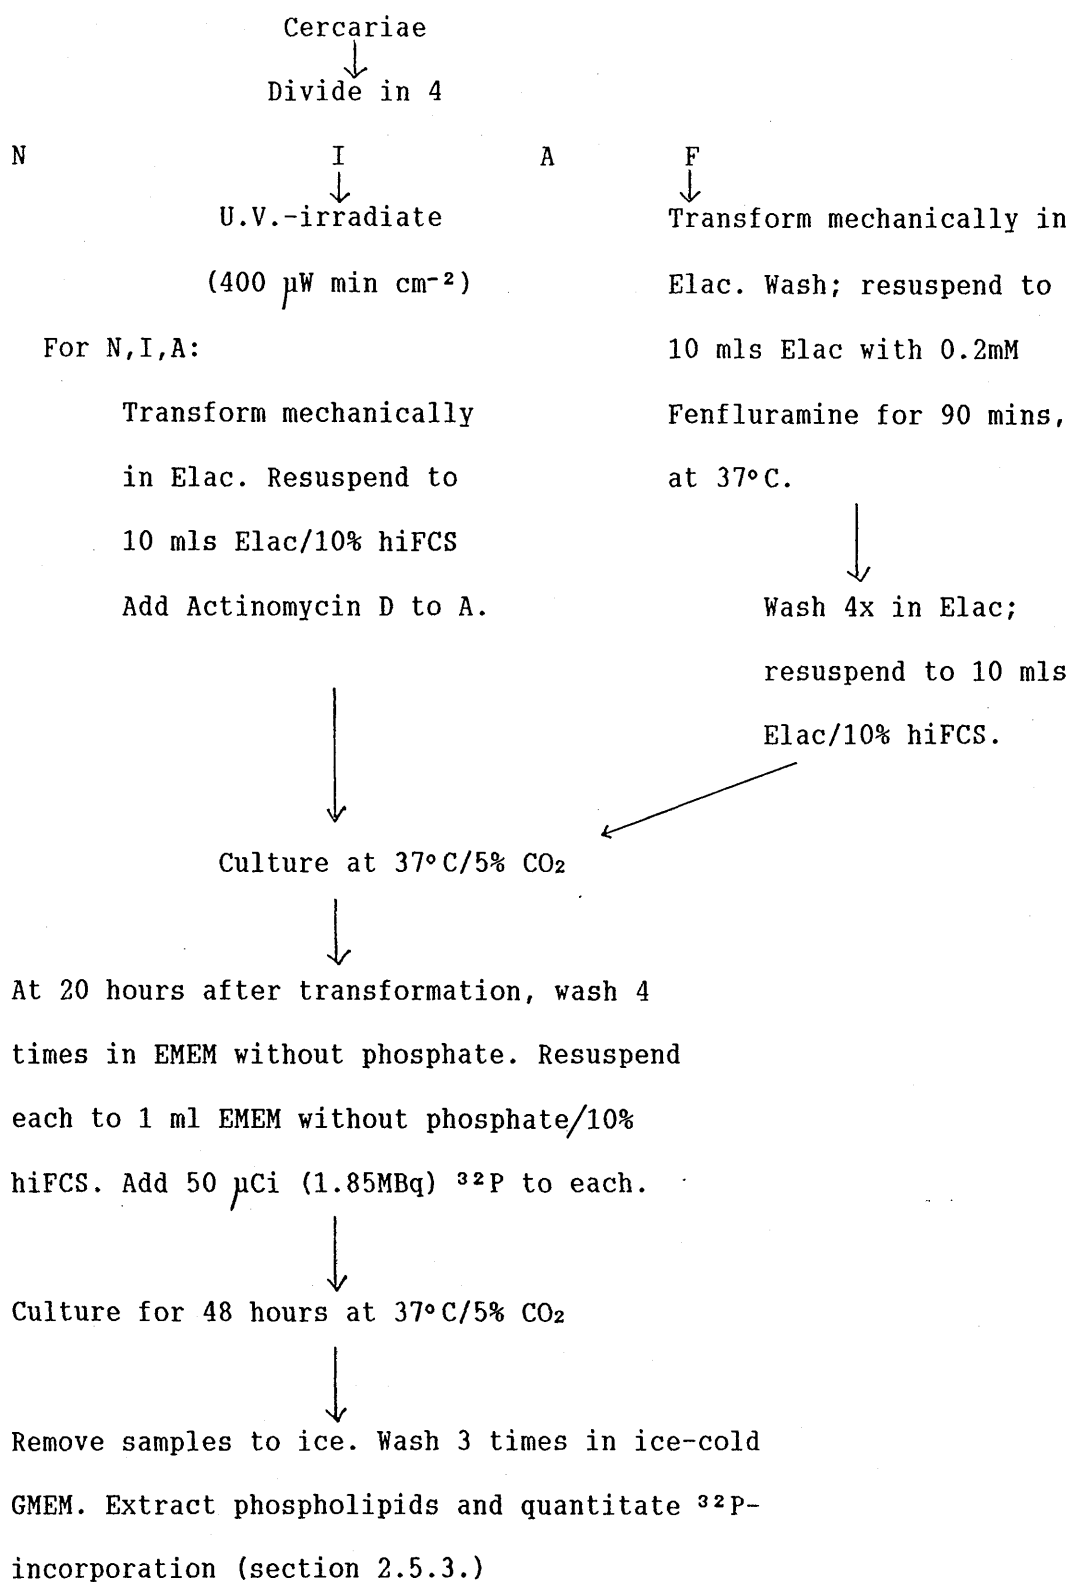 Cercariae
Divide in 4
N I A F
U.V.-irradiate
(400 µW min cm⁻²)
For N,I,A:
Transform mechanically
in Elac. Resuspend to
10 mls Elac/10% hiFCS
Add Actinomycin D to A.
Transform mechanically in
Elac. Wash; resuspend to
10 mls Elac with 0.2mM
Fenfluramine for 90 mins,
at 37°C.
Wash 4x in Elac;
resuspend to 10 mls
Elac/10% hiFCS.
Culture at 37°C/5% CO₂
At 20 hours after transformation, wash 4
times in EMEM without phosphate. Resuspend
each to 1 ml EMEM without phosphate/10%
hiFCS. Add 50 µCi (1.85MBq) ³²P to each.
Culture for 48 hours at 37°C/5% CO₂
Remove samples to ice. Wash 3 times in ice-cold
GMEM. Extract phospholipids and quantitate ³²P-
incorporation (section 2.5.3.)